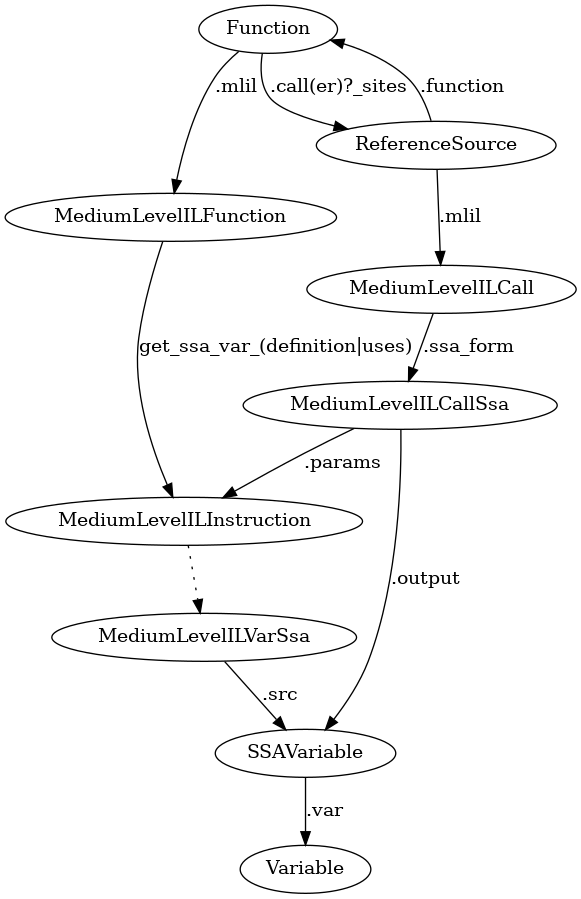 Function
.mlil
.call(er)?_sites
.function
ReferenceSource
MediumLevelILFunction
.mlil
MediumLevelILCall
get_ssa_var_(definition|uses)
.ssa_form
MediumLevelILCallSsa
.params
MediumLevelILInstruction
.output
MediumLevelILVarSsa
.src
SSAVariable
.var
Variable